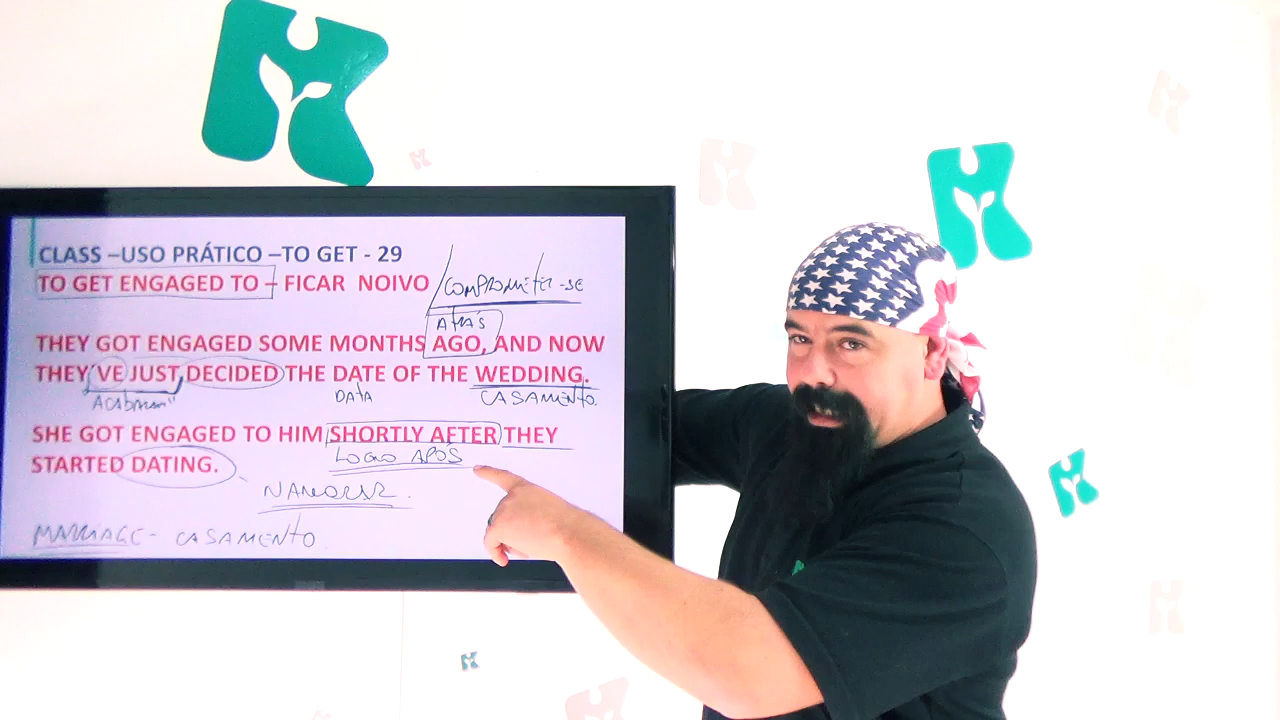 CLASS –USO PRÁTICO –TO GET - 29
TO GET ENGAGED TO – FICAR NOIVO / COMPROMETER-SE
ATRÁS
THEY GOT ENGAGED SOME MONTHS AGO, AND NOW
THEY'VE JUST DECIDED THE DATE OF THE WEDDING.
ACABARAM DATA CASAMENTO.
SHE GOT ENGAGED TO HIM SHORTLY AFTER THEY
LOGO APÓS
STARTED DATING.
NAMORAR.
MARRIAGE - CASAMENTO